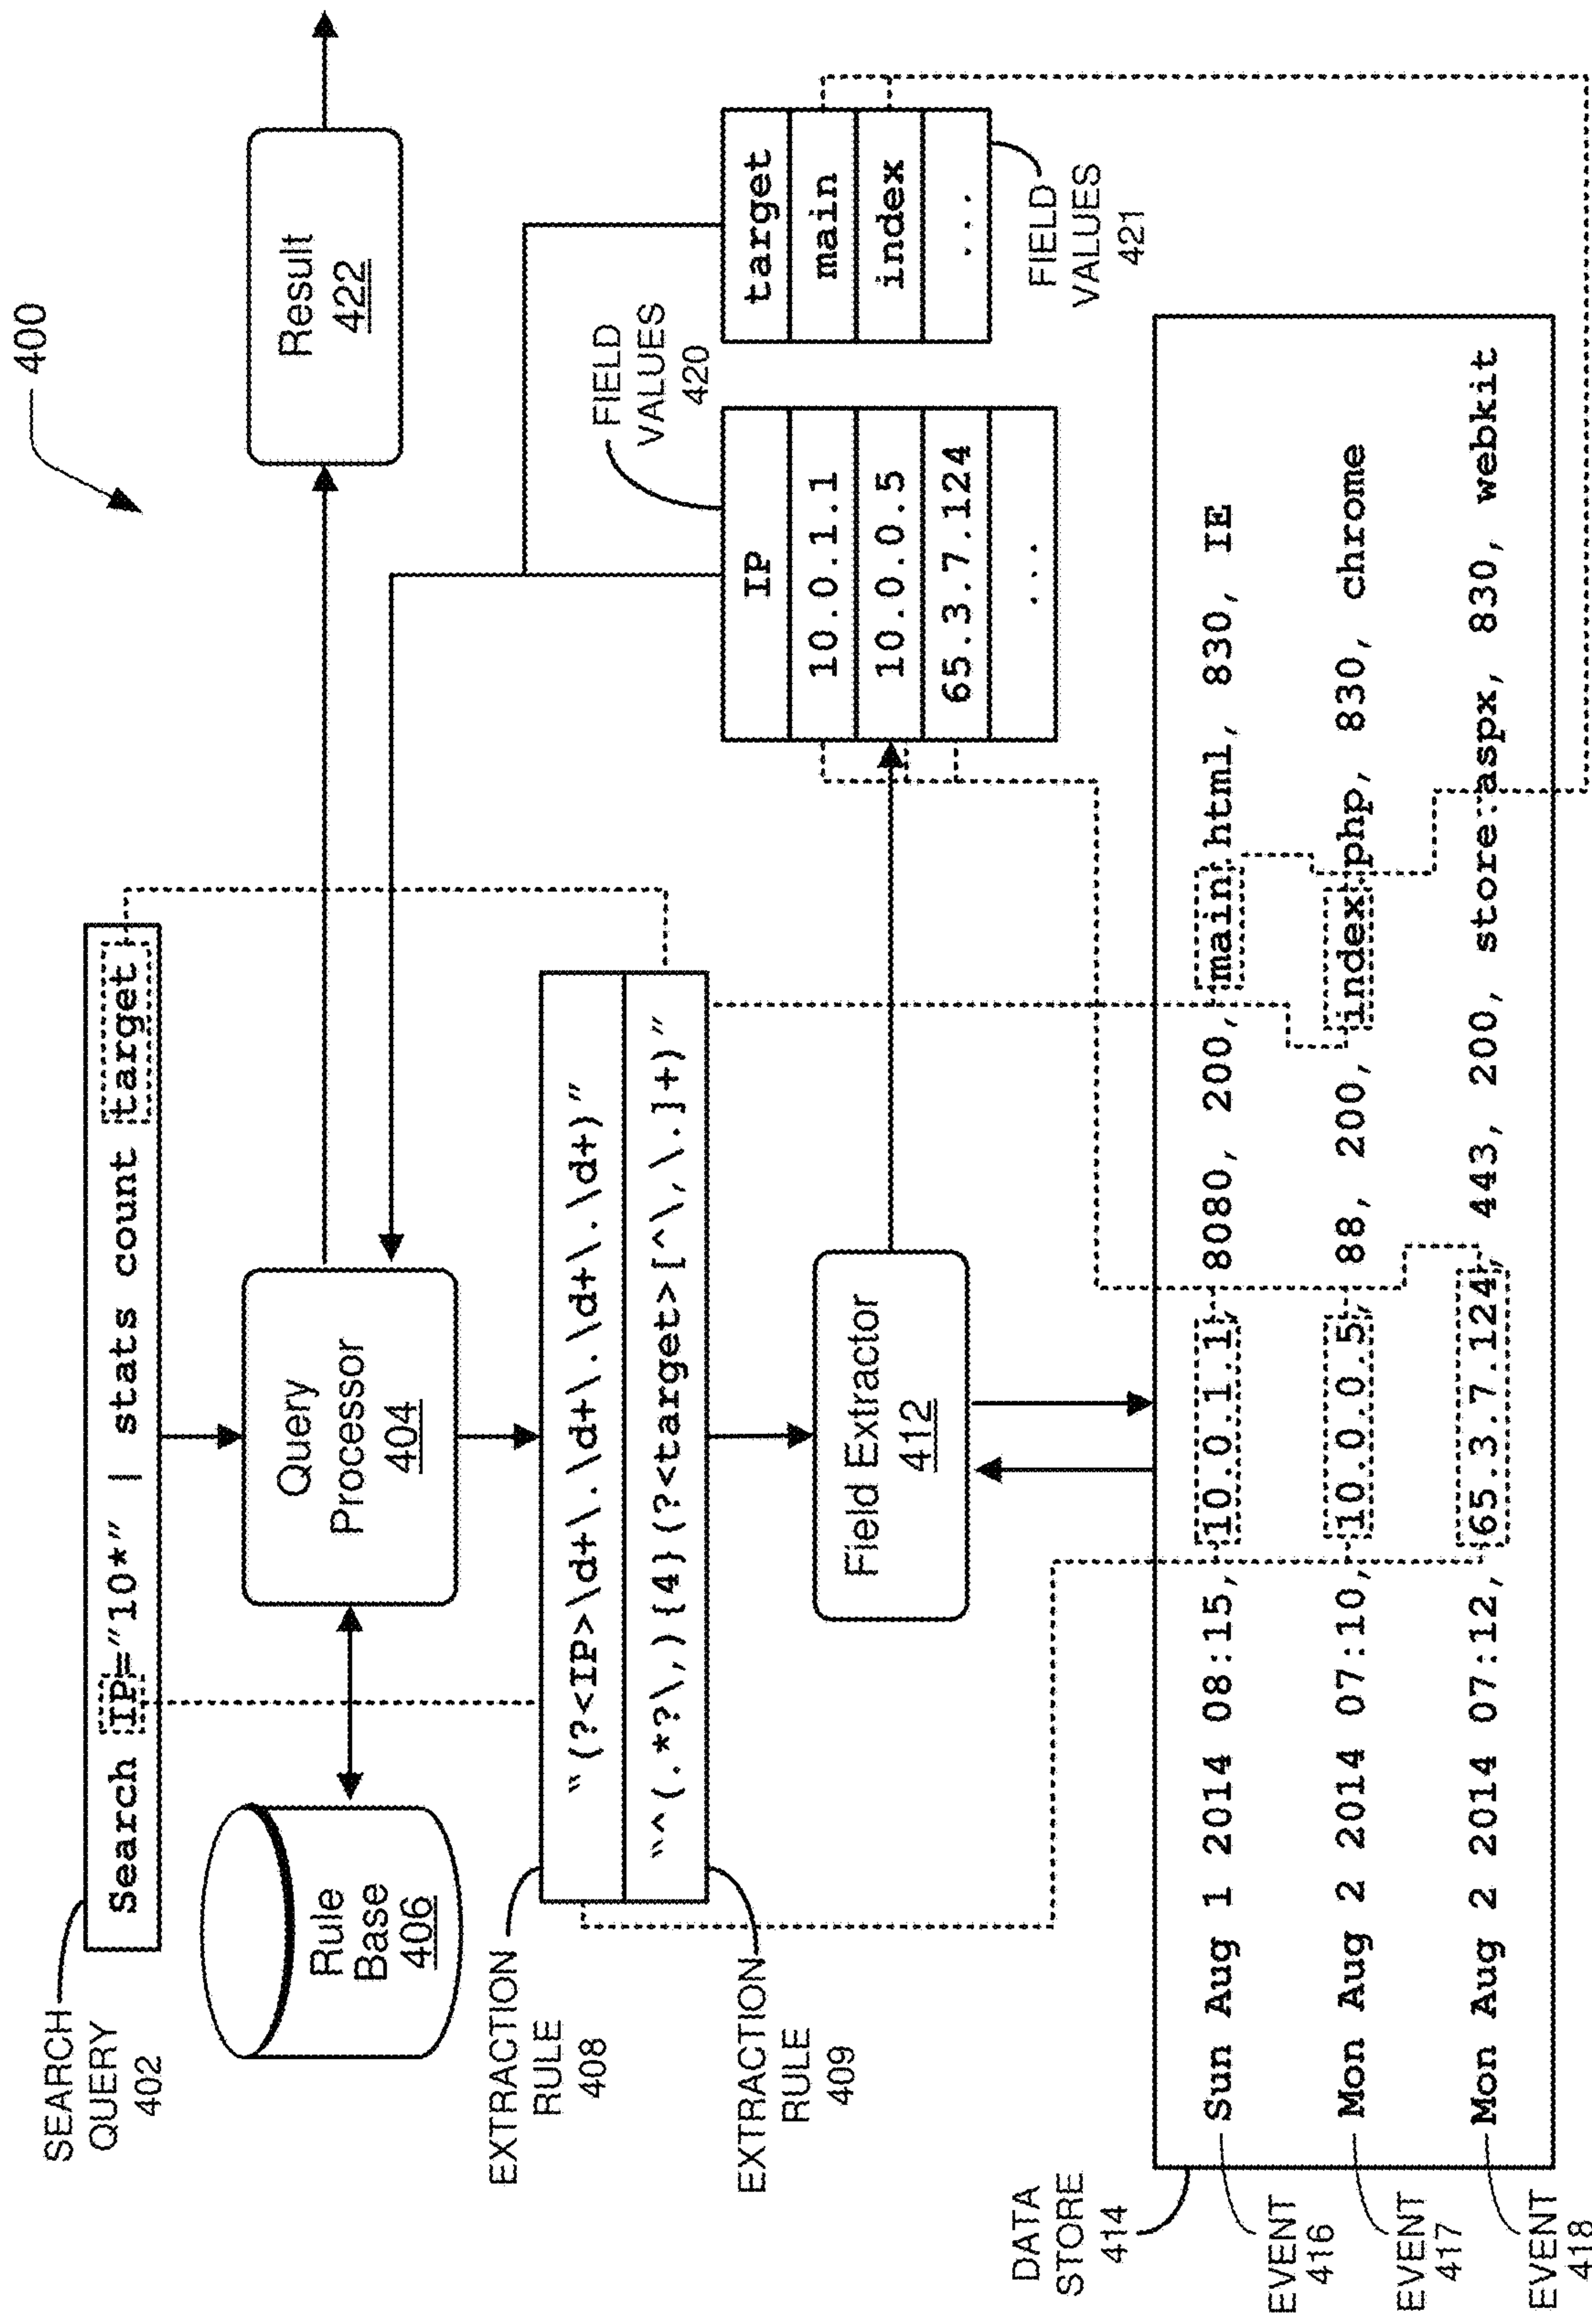 400
SEARCH
QUERY
402
Search IP="10*" | stats count target
Rule
Base
406
Query
Processor
404
Result
422
EXTRACTION
RULE
408
"(?<IP>\d+\.\d+\.\d+\.\d+)"
EXTRACTION
RULE
409
"^(.*?\,){4}(?<target>[^\,\.]+)"
FIELD
VALUES
420
IP
10.0.1.1
10.0.0.5
65.3.7.124
...
target
main
index
...
FIELD
VALUES
421
Field Extractor
412
DATA
STORE
414
EVENT
416
Sun Aug 1 2014 08:15, 10.0.1.1, 8080, 200, main.html, 830, IE
EVENT
417
Mon Aug 2 2014 07:10, 10.0.0.5, 88, 200, index.php, 830, chrome
EVENT
418
Mon Aug 2 2014 07:12, 65.3.7.124, 443, 200, store.aspx, 830, webkit